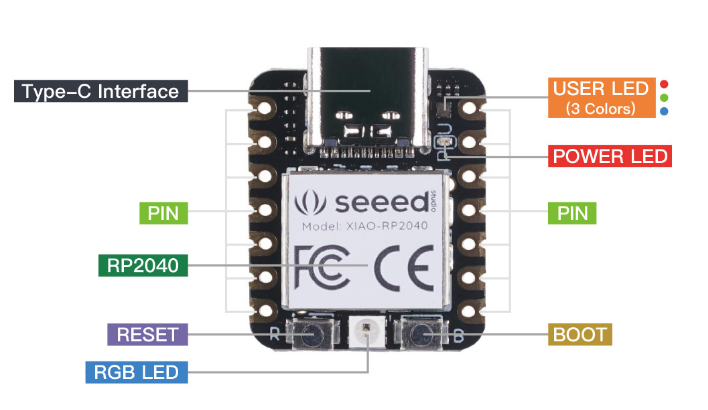 Type-C Interface
USER LED
(3 Colors)
U
P
POWER LED
seeed
studio
Model: XIAO-RP2040
PIN
PIN
FC CE
RP2040
R
B
RESET
BOOT
RGB LED